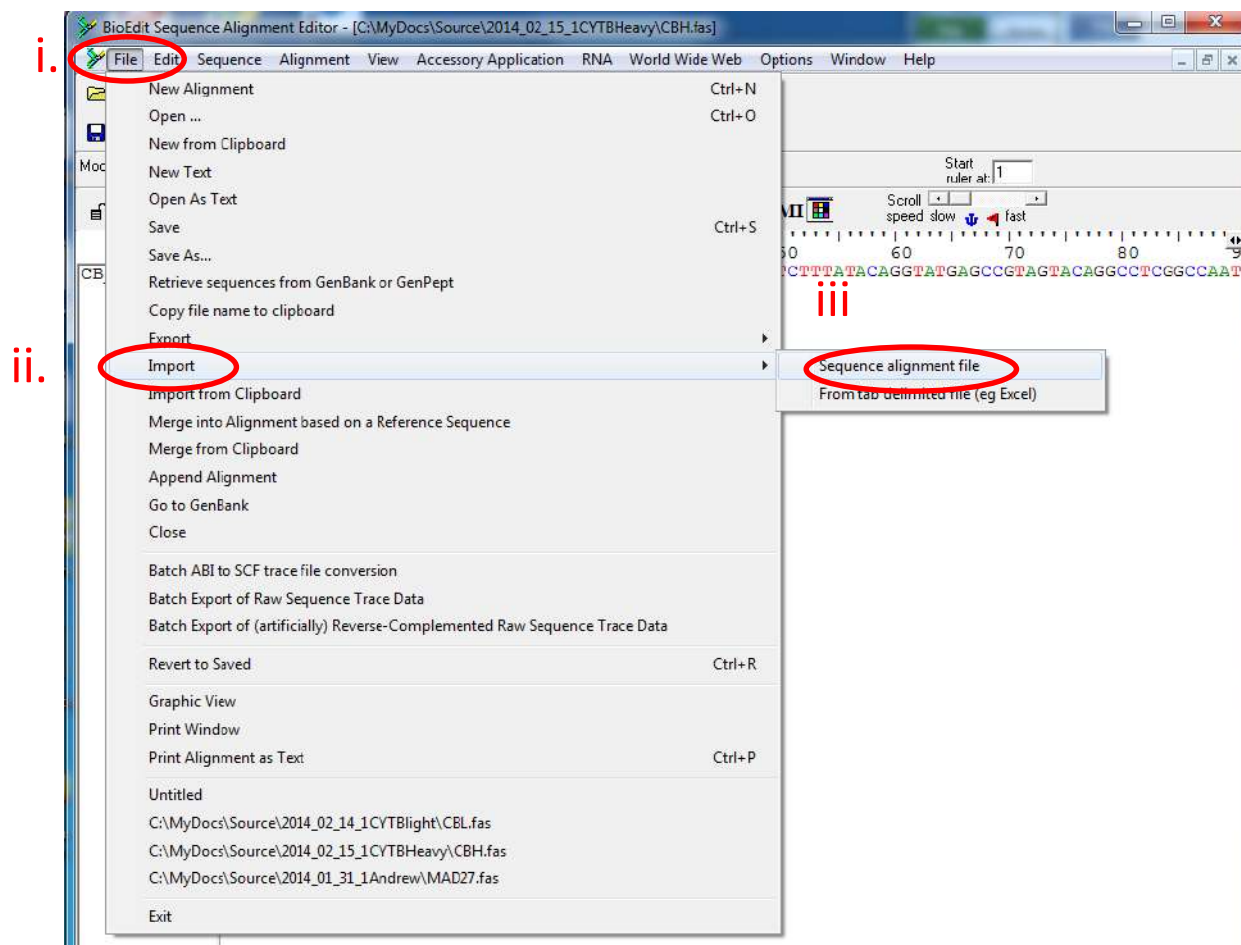 BioEdit Sequence Alignment Editor - [C:\MyDocs\Source\2014_02_15_1CYTBHeavy\CBH.fas]
i.
File Edit Sequence Alignment View Accessory Application RNA World Wide Web Options Window Help
New Alignment Ctrl+N
Open ... Ctrl+O
New from Clipboard
Moc New Text Start ruler at: 1
Open As Text
Scroll speed slow fast
Save Ctrl+S
Save As... 60 70 80
CB
Retrieve sequences from GenBank or GenPept CTTTATACAGGTATGAGCCGTAGTACAGGCCTCGGCCAAT
iii
Copy file name to clipboard
Export
ii.
Import Sequence alignment file
Import from Clipboard From tab delimited file (eg Excel)
Merge into Alignment based on a Reference Sequence
Merge from Clipboard
Append Alignment
Go to GenBank
Close
Batch ABI to SCF trace file conversion
Batch Export of Raw Sequence Trace Data
Batch Export of (artificially) Reverse-Complemented Raw Sequence Trace Data
Revert to Saved Ctrl+R
Graphic View
Print Window
Print Alignment as Text Ctrl+P
Untitled
C:\MyDocs\Source\2014_02_14_1CYTBlight\CBL.fas
C:\MyDocs\Source\2014_02_15_1CYTBHeavy\CBH.fas
C:\MyDocs\Source\2014_01_31_1Andrew\MAD27.fas
Exit